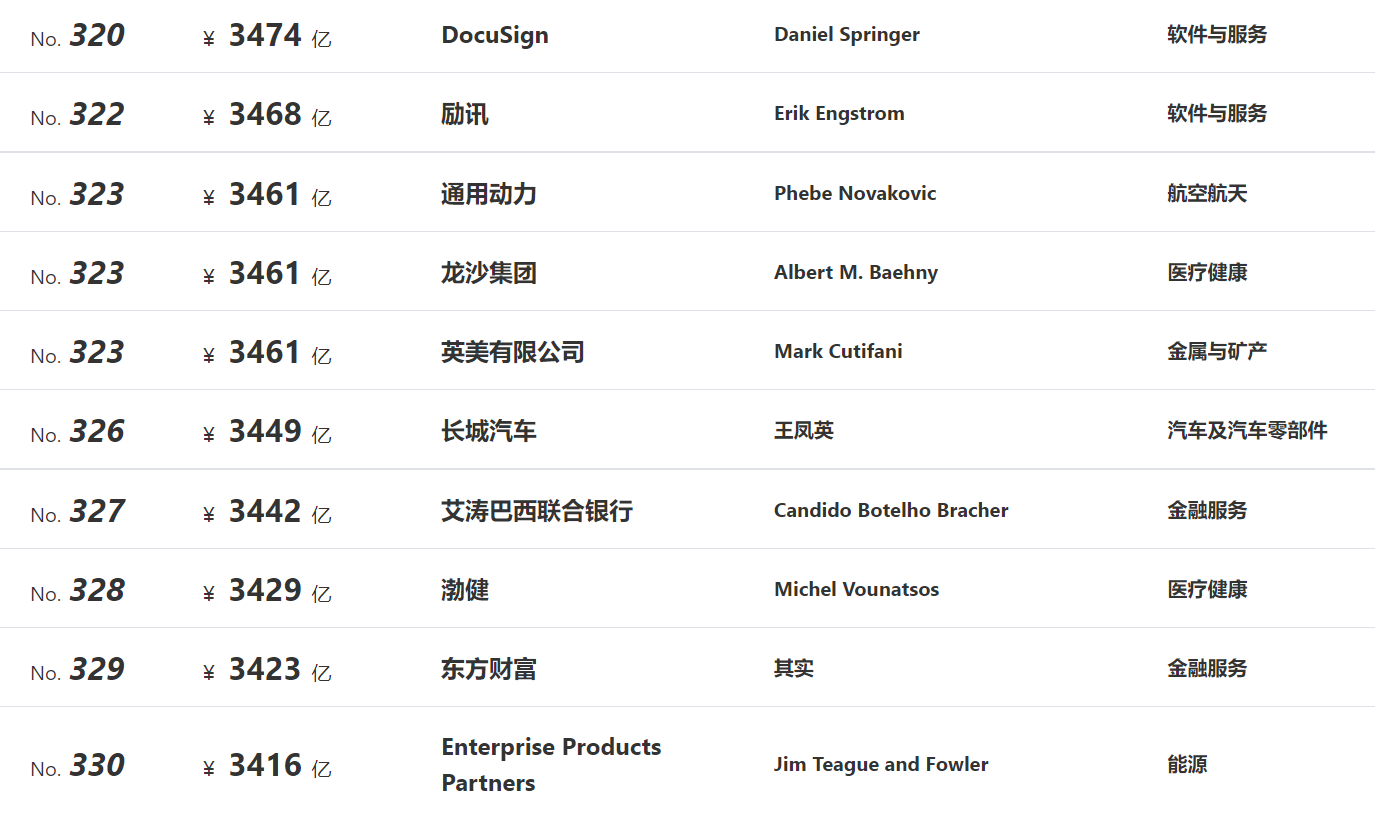 No. 320 ¥ 3474 亿 DocuSign Daniel Springer 软件与服务
No. 322 ¥ 3468 亿 励讯 Erik Engstrom 软件与服务
No. 323 ¥ 3461 亿 通用动力 Phebe Novakovic 航空航天
No. 323 ¥ 3461 亿 龙沙集团 Albert M. Baehny 医疗健康
No. 323 ¥ 3461 亿 英美有限公司 Mark Cutifani 金属与矿产
No. 326 ¥ 3449 亿 长城汽车 王凤英 汽车及汽车零部件
No. 327 ¥ 3442 亿 艾涛巴西联合银行 Candido Botelho Bracher 金融服务
No. 328 ¥ 3429 亿 渤健 Michel Vounatsos 医疗健康
No. 329 ¥ 3423 亿 东方财富 其实 金融服务
No. 330 ¥ 3416 亿 Enterprise Products
Partners Jim Teague and Fowler 能源